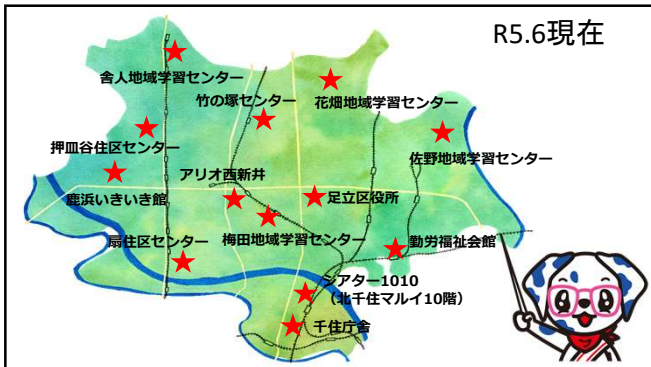 R5.6現在
舎人地域学習センター
竹の塚センター
花畑地域学習センター
押皿谷住区センター
佐野地域学習センター
アリオ西新井
鹿浜いきいき館
足立区役所
扇住区センター
梅田地域学習センター
勤労福祉会館
シアター1010
（北千住マルイ10階）
千住庁舎